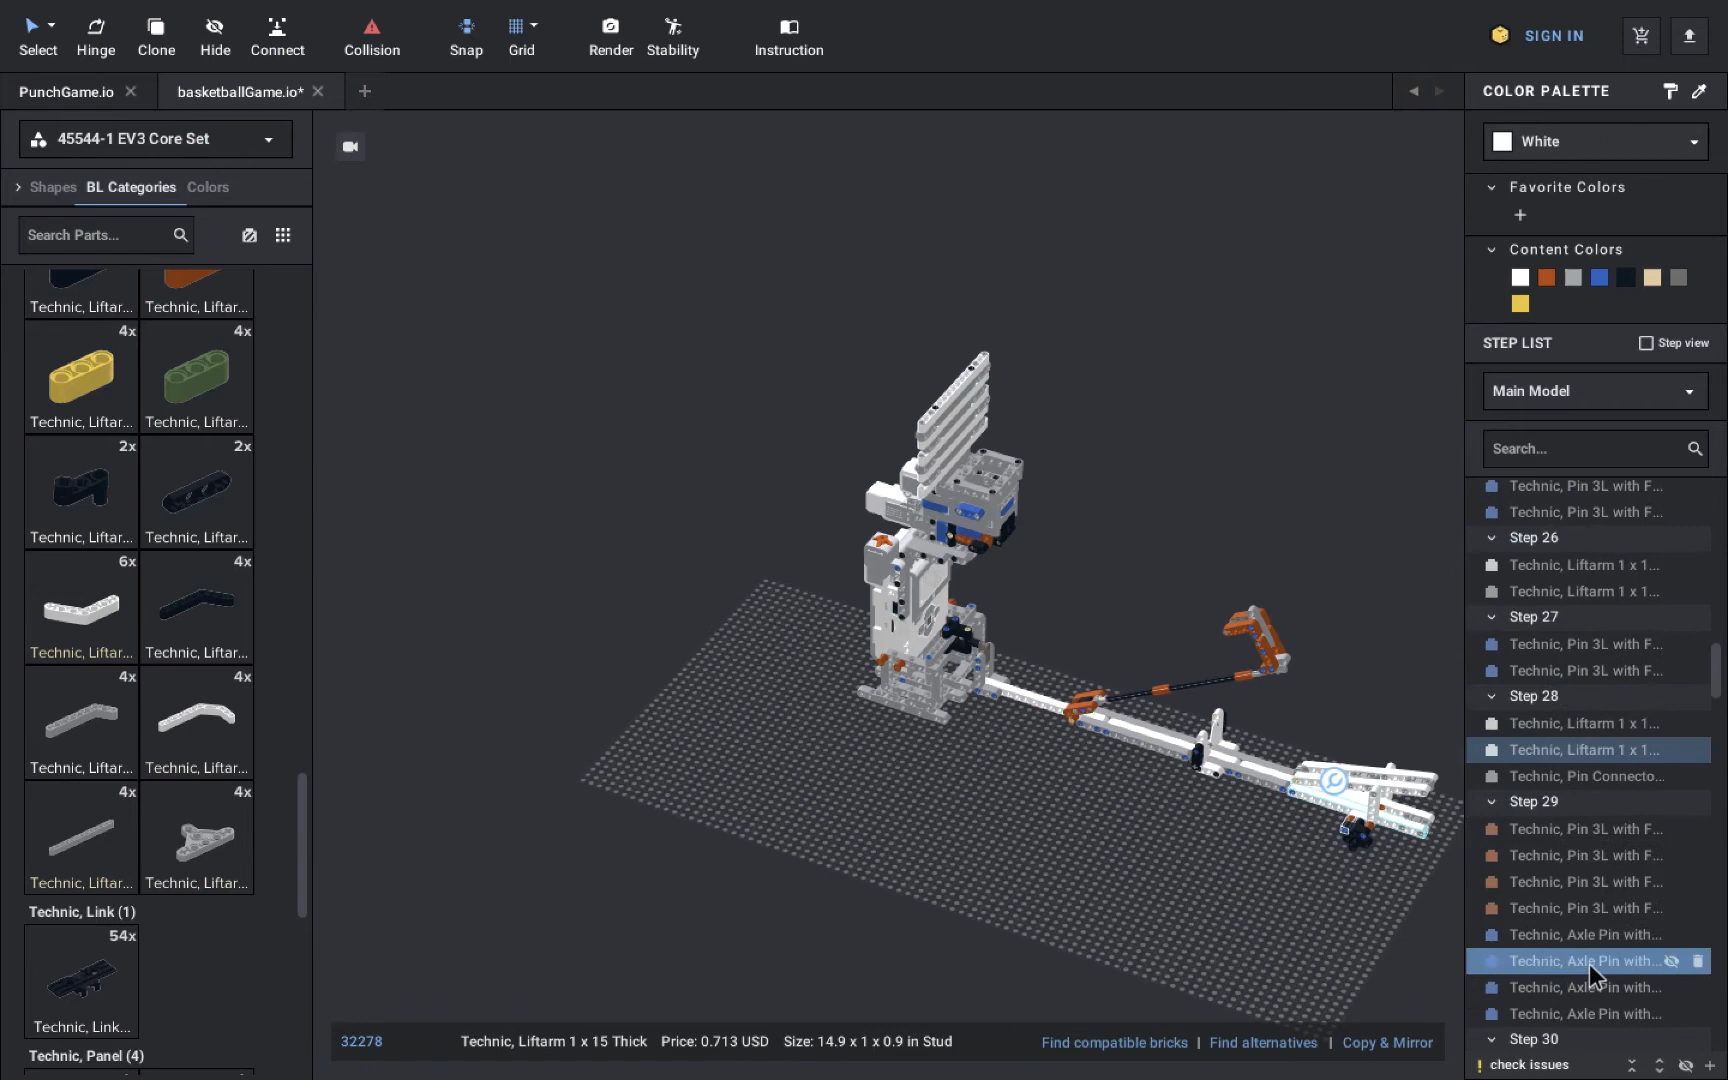 Select Hinge Clone Hide Connect Collision Snap Grid Render Stability Instruction SIGN IN
PunchGame.io basketballGame.io*
45544-1 EV3 Core Set
Shapes BL Categories Colors
Search Parts...
Technic, Liftar... Technic, Liftar...
4x 4x
Technic, Liftar... Technic, Liftar...
2x 2x
Technic, Liftar... Technic, Liftar...
6x 4x
Technic, Liftar... Technic, Liftar...
4x 4x
Technic, Liftar... Technic, Liftar...
4x 4x
Technic, Liftar... Technic, Liftar...
Technic, Link (1)
54x
Technic, Link...
Technic, Panel (4)
32278 Technic, Liftarm 1 x 15 Thick Price: 0.713 USD Size: 14.9 x 1 x 0.9 in Stud Find compatible bricks | Find alternatives | Copy & Mirror
COLOR PALETTE
White
Favorite Colors
+
Content Colors
STEP LIST Step view
Main Model
Search...
Technic, Pin 3L with F...
Technic, Pin 3L with F...
Step 26
Technic, Liftarm 1 x 1...
Technic, Liftarm 1 x 1...
Step 27
Technic, Pin 3L with F...
Technic, Pin 3L with F...
Step 28
Technic, Liftarm 1 x 1...
Technic, Liftarm 1 x 1...
Technic, Pin Connecto...
Step 29
Technic, Pin 3L with F...
Technic, Pin 3L with F...
Technic, Pin 3L with F...
Technic, Pin 3L with F...
Technic, Axle Pin with...
Technic, Axle Pin with...
Technic, Axle Pin with...
Technic, Axle Pin with...
Step 30
check issues